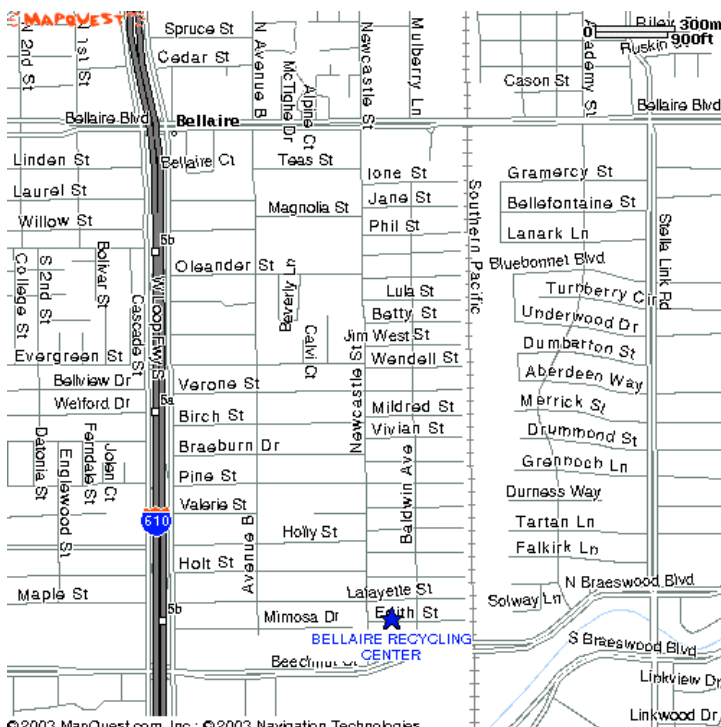 MAPQUEST
Spruce St
Cedar St
N 2nd St
1st St
N Avenue B
McTighe Dr
Alpine Ct
Newcastle St
Mulberry Ln
Academy St
Riley
0 300m
900ft
Ruskin
Cason St
Bellaire Blvd
Bellaire
Bellaire Blvd
Linden St
Bellaire Ct
Teas St
Ione St
Gramercy St
Laurel St
Jane St
Bellefontaine St
Magnolia St
Willow St
Phil St
Lanark Ln
Southern Pacific
Stella Link Rd
5b
College St
S 2nd St
Bolivar St
Cascade St
W Loop Fwy S
Oleander St
Beverly Ln
Bluebonnet Blvd
Lula St
Turnberry Cir
Betty St
Underwood Dr
Calvi Ct
Jim West St
Dumbarton St
Evergreen St
Wendell St
Bellview Dr
Verone St
Aberdeen Way
Welford Dr
5a
Birch St
Newcastle St
Mildred St
Merrick St
Vivian St
Drummond St
Datonia St
Englewood St
Ferndale St
Jolen Ct
Braeburn Dr
Baldwin Ave
Grennoch Ln
Pine St
Durness Way
Valerie St
610
Avenue B
Holly St
Tartan Ln
Falkirk Ln
Holt St
N Braeswood Blvd
Maple St
Lafayette St
Solway Ln
5b
Mimosa Dr
Edith St
BELLAIRE RECYCLING
CENTER
S Braeswood Blvd
Beechnut
Linkview Dr
Linkwood Dr
©2003 MapQuest.com, Inc.; ©2003 Navigation Technologies